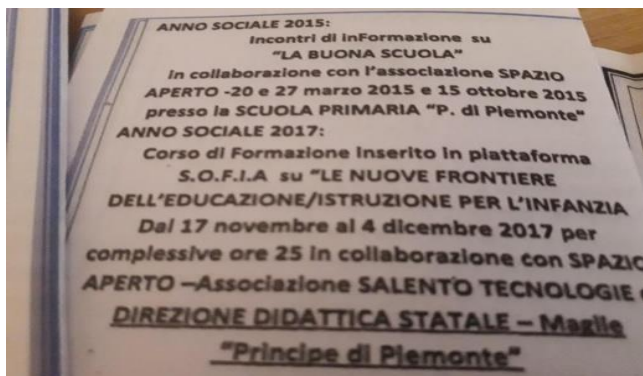 ANNO SOCIALE 2015:
Incontri di inFormazione su
"LA BUONA SCUOLA"
in collaborazione con l'associazione SPAZIO
APERTO -20 e 27 marzo 2015 e 15 ottobre 2015
presso la SCUOLA PRIMARIA "P. di Piemonte"
ANNO SOCIALE 2017:
Corso di Formazione inserito in piattaforma
S.O.F.I.A su "LE NUOVE FRONTIERE
DELL'EDUCAZIONE/ISTRUZIONE PER L'INFANZIA
Dal 17 novembre al 4 dicembre 2017 per
complessive ore 25 in collaborazione con SPAZIO
APERTO –Associazione SALENTO TECNOLOGIE
DIREZIONE DIDATTICA STATALE – Maglie
"Principe di Piemonte"